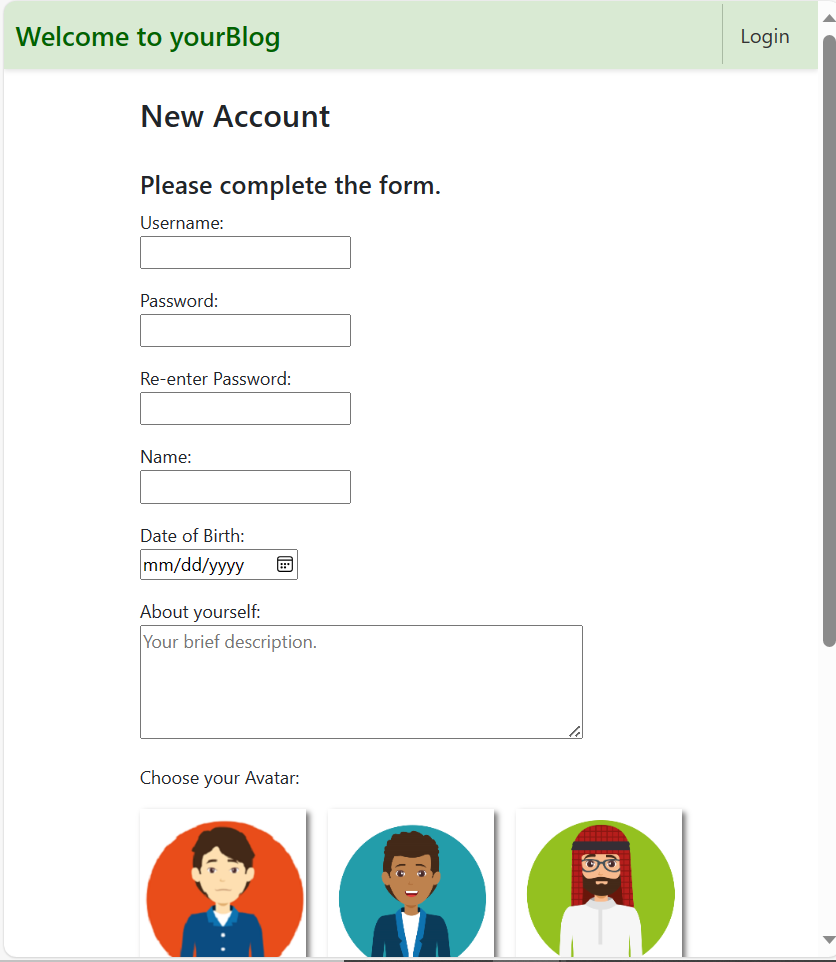 Welcome to yourBlog
Login
New Account
Please complete the form.
Username:
Password:
Re-enter Password:
Name:
Date of Birth:
mm/dd/yyyy
About yourself:
Your brief description.
Choose your Avatar: